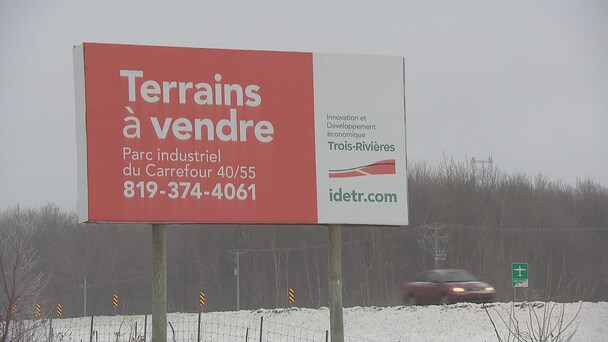 Terrains
à vendre
Parc industriel
du Carrefour 40/55
819-374-4061
Innovation et
Développement
économique
Trois-Rivières
idetr.com